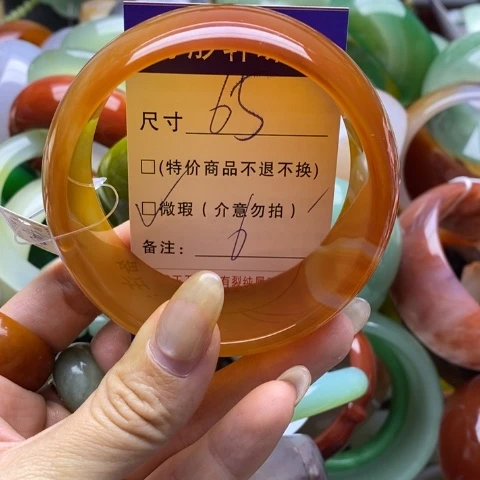 尺寸 65
□(特价商品不退不换)
□微瑕（介意勿拍）
备注：6